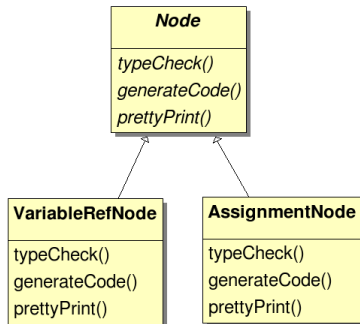 Node
typeCheck()
generateCode()
prettyPrint()
VariableRefNode
typeCheck()
generateCode()
prettyPrint()
AssignmentNode
typeCheck()
generateCode()
prettyPrint()